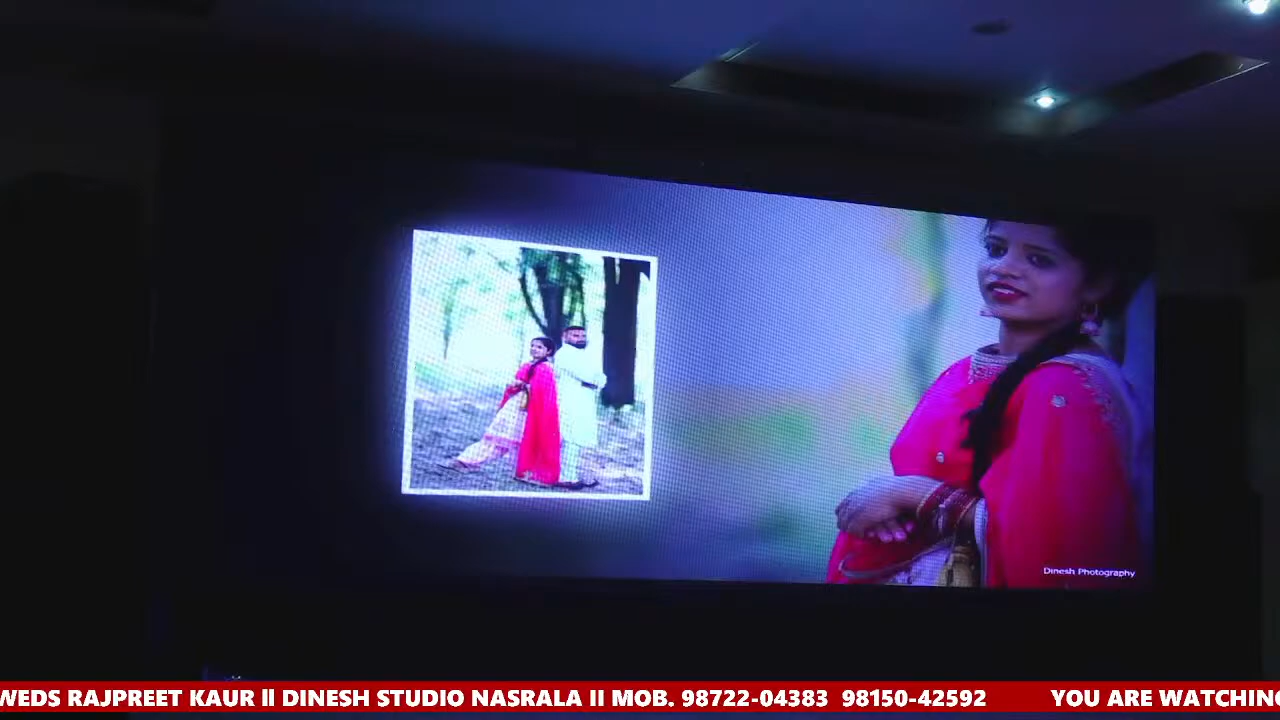 Dinesh Photography
WEDS RAJPREET KAUR II DINESH STUDIO NASRALA II MOB. 98722-04383 98150-42592 YOU ARE WATCHING